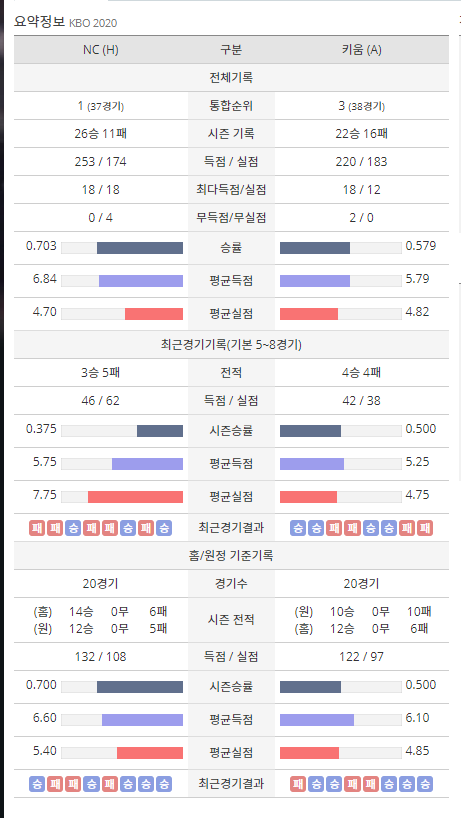 요약정보 KBO 2020
NC (H) 구분 키움 (A)
전체기록
1 (37경기) 통합순위 3 (38경기)
26승 11패 시즌 기록 22승 16패
253 / 174 득점 / 실점 220 / 183
18 / 18 최다득점/실점 18 / 12
0 / 4 무득점/무실점 2 / 0
0.703 승률 0.579
6.84 평균득점 5.79
4.70 평균실점 4.82
최근경기기록(기본 5~8경기)
3승 5패 전적 4승 4패
46 / 62 득점 / 실점 42 / 38
0.375 시즌승률 0.500
5.75 평균득점 5.25
7.75 평균실점 4.75
패 패 승 패 패 승 패 승 최근경기결과 승 승 패 패 승 승 패 패
홈/원정 기준기록
20경기 경기수 20경기
(홈) 14승 0무 6패 시즌 전적 (원) 10승 0무 10패
(원) 12승 0무 5패 (홈) 12승 0무 6패
132 / 108 득점 / 실점 122 / 97
0.700 시즌승률 0.500
6.60 평균득점 6.10
5.40 평균실점 4.85
승 패 패 승 패 승 승 승 최근경기결과 패 승 승 패 패 승 승 승